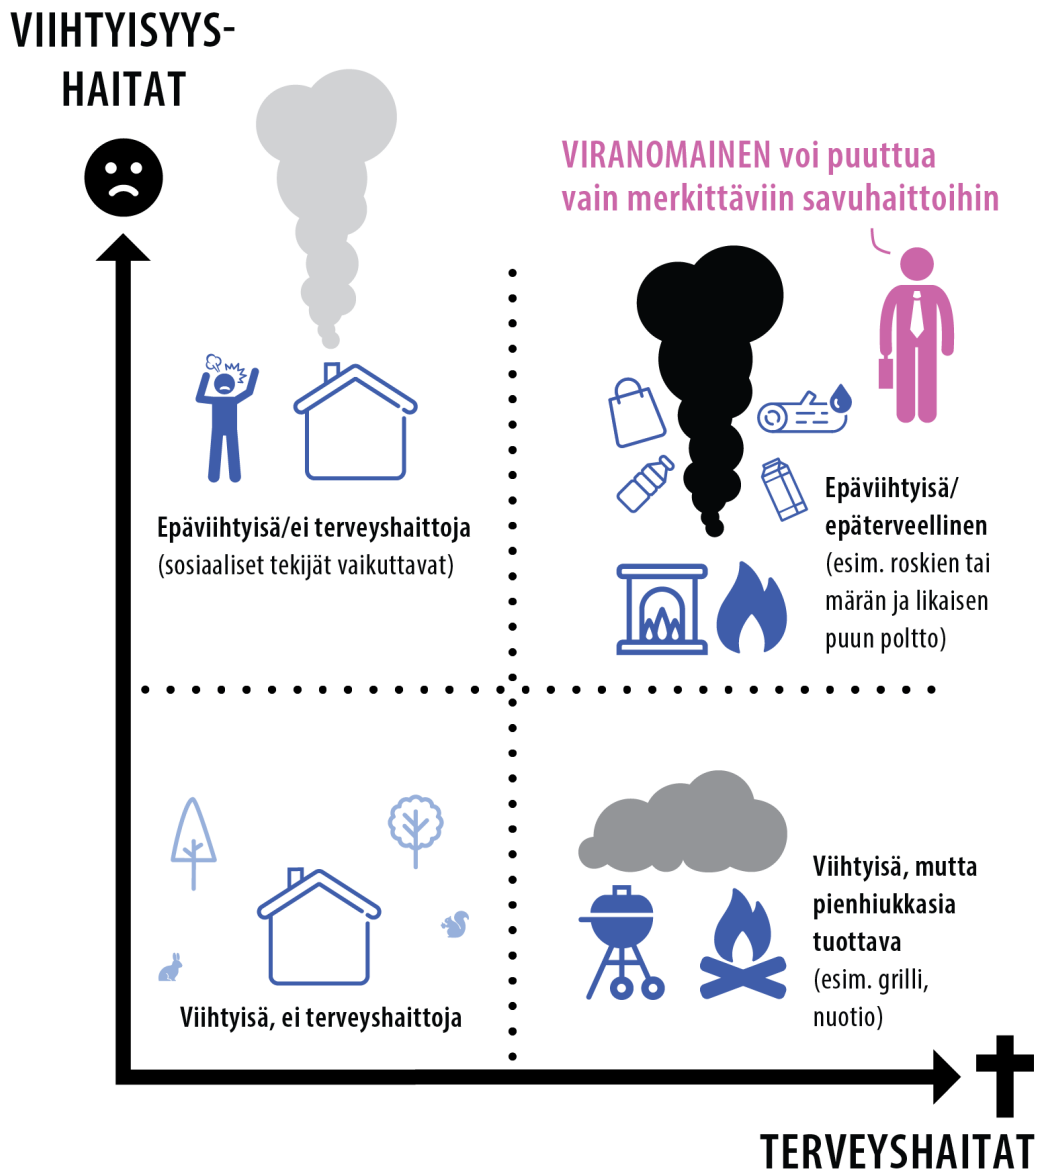 VIIHTYISYYS-
HAITAT
VIRANOMAINEN voi puuttua
vain merkittäviin savuhaittoihin
Epäviihtyisä/ei terveyshaittoja
(sosiaaliset tekijät vaikuttavat)
Epäviihtyisä/
epäterveellinen
(esim. roskien tai
märän ja likaisen
puun poltto)
Viihtyisä, ei terveyshaittoja
Viihtyisä, mutta
pienhiukkasia
tuottava
(esim. grilli,
nuotio)
TERVEYSHAITAT